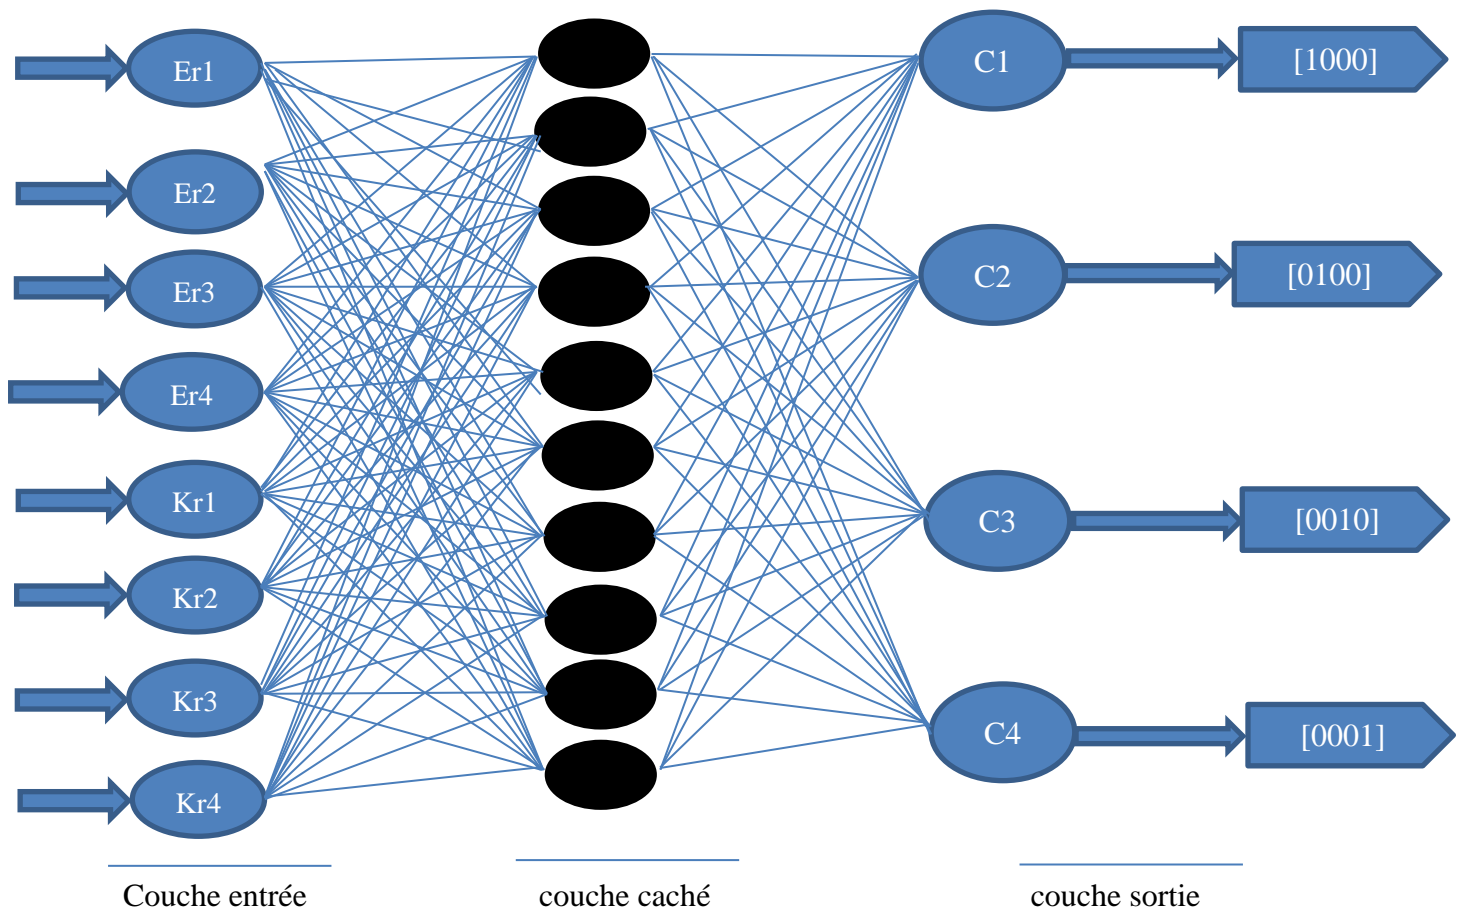 Er1
Er2
Er3
Er4
Kr1
Kr2
Kr3
Kr4
C1
C2
C3
C4
[1000]
[0100]
[0010]
[0001]
Couche entrée
couche caché
couche sortie